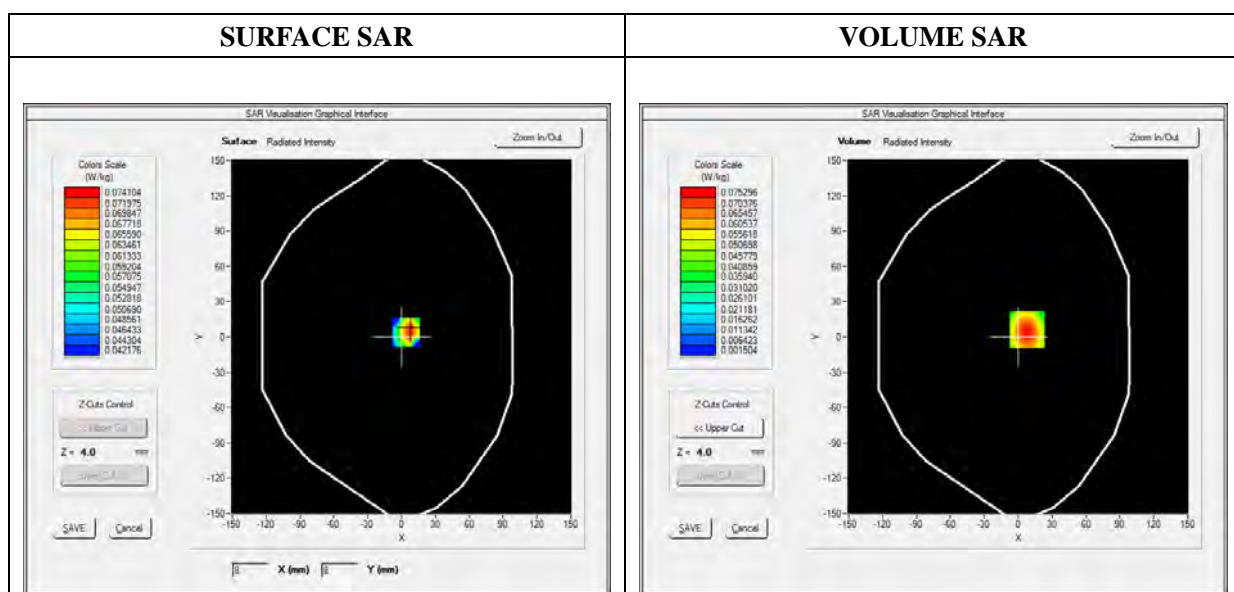 SURFACE SAR
VOLUME SAR
SAR Visualisation Graphical Interface
Surface Radiated Intensity
Zoom In/Out
Colors Scale
(W/kg)
0.074104
0.071975
0.069847
0.067718
0.065590
0.063461
0.061333
0.059204
0.057075
0.054947
0.052818
0.050690
0.048561
0.046433
0.044304
0.042176
Z-Cuts Control
<< Upper Cut
Z = 4.0 mm
SAVE Cancel
150
120
90
60
30
0
-30
-60
-90
-120
-150
Y
-150 -120 -90 -60 -30 0 30 60 90 120 150
X
X (mm) Y (mm)
SAR Visualisation Graphical Interface
Volume Radiated Intensity
Zoom In/Out
Colors Scale
(W/kg)
0.075296
0.070376
0.065457
0.060537
0.055618
0.050698
0.045779
0.040859
0.035940
0.031020
0.026101
0.021181
0.016262
0.011342
0.006423
0.001504
Z-Cuts Control
<< Upper Cut
Z = 4.0 mm
SAVE Cancel
150
120
90
60
30
0
-30
-60
-90
-120
-150
Y
-150 -120 -90 -60 -30 0 30 60 90 120 150
X